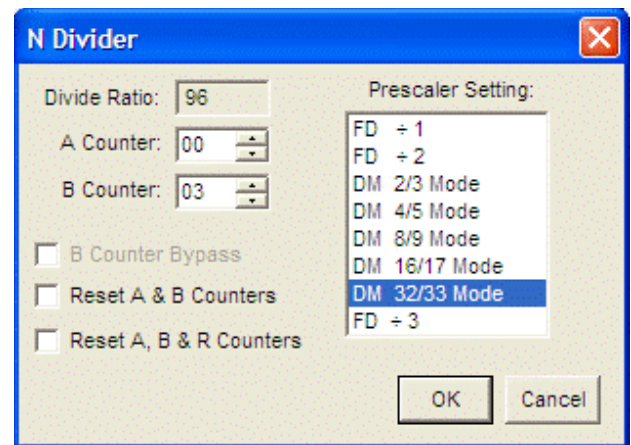 N Divider
Divide Ratio: 96
A Counter: 00
B Counter: 03
B Counter Bypass
Reset A & B Counters
Reset A, B & R Counters
Prescaler Setting:
FD ÷ 1
FD ÷ 2
DM 2/3 Mode
DM 4/5 Mode
DM 8/9 Mode
DM 16/17 Mode
DM 32/33 Mode
FD ÷ 3
OK Cancel